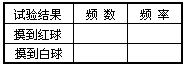 试验结果 频 数 频 率
摸到红球
摸到白球